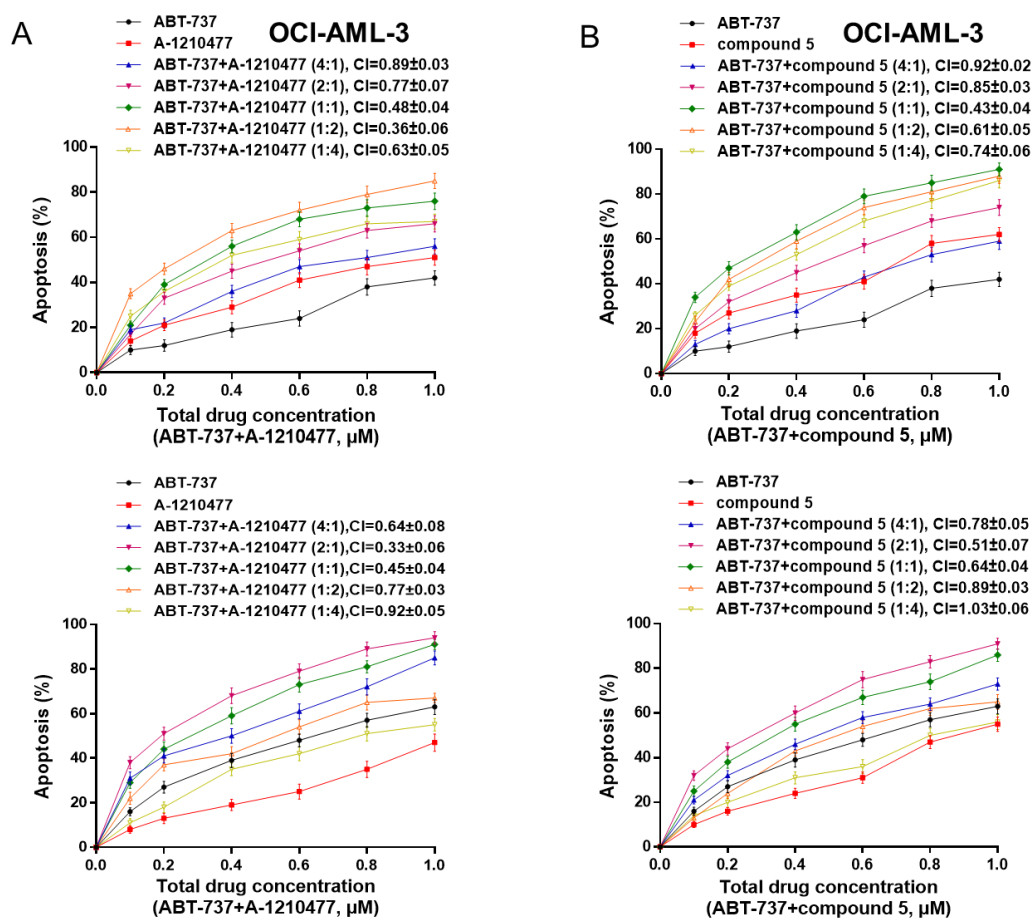 A
OCI-AML-3
ABT-737
A-1210477
ABT-737+A-1210477 (4:1), CI=0.89±0.03
ABT-737+A-1210477 (2:1), CI=0.77±0.07
ABT-737+A-1210477 (1:1), CI=0.48±0.04
ABT-737+A-1210477 (1:2), CI=0.36±0.06
ABT-737+A-1210477 (1:4), CI=0.63±0.05
Apoptosis (%)
100
80
60
40
20
0
0.0 0.2 0.4 0.6 0.8 1.0
Total drug concentration
(ABT-737+A-1210477, µM)
B
OCI-AML-3
ABT-737
compound 5
ABT-737+compound 5 (4:1), CI=0.92±0.02
ABT-737+compound 5 (2:1), CI=0.85±0.03
ABT-737+compound 5 (1:1), CI=0.43±0.04
ABT-737+compound 5 (1:2), CI=0.61±0.05
ABT-737+compound 5 (1:4), CI=0.74±0.06
Apoptosis (%)
100
80
60
40
20
0
0.0 0.2 0.4 0.6 0.8 1.0
Total drug concentration
(ABT-737+compound 5, µM)
ABT-737
A-1210477
ABT-737+A-1210477 (4:1),CI=0.64±0.08
ABT-737+A-1210477 (2:1),CI=0.33±0.06
ABT-737+A-1210477 (1:1),CI=0.45±0.04
ABT-737+A-1210477 (1:2),CI=0.77±0.03
ABT-737+A-1210477 (1:4),CI=0.92±0.05
Apoptosis (%)
100
80
60
40
20
0
0.0 0.2 0.4 0.6 0.8 1.0
Total drug concentration
(ABT-737+A-1210477, µM)
ABT-737
compound 5
ABT-737+compound 5 (4:1), CI=0.78±0.05
ABT-737+compound 5 (2:1), CI=0.51±0.07
ABT-737+compound 5 (1:1), CI=0.64±0.04
ABT-737+compound 5 (1:2), CI=0.89±0.03
ABT-737+compound 5 (1:4), CI=1.03±0.06
Apoptosis (%)
100
80
60
40
20
0
0.0 0.2 0.4 0.6 0.8 1.0
Total drug concentration
(ABT-737+compound 5, µM)